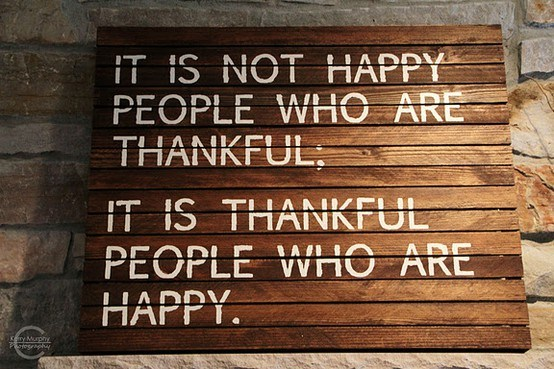 IT IS NOT HAPPY
PEOPLE WHO ARE
THANKFUL;
IT IS THANKFUL
PEOPLE WHO ARE
HAPPY.
Kerry Murphy
Photography